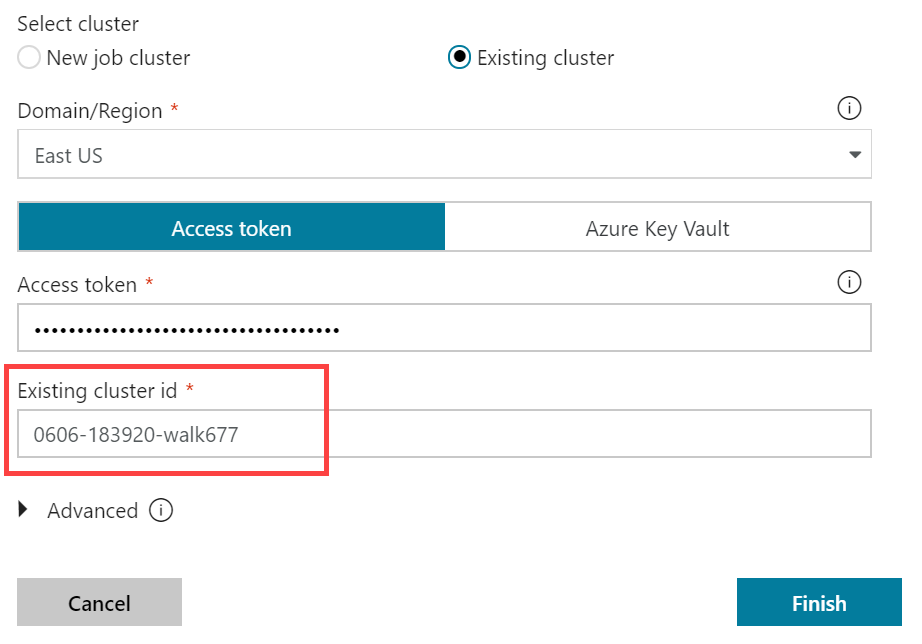 Select cluster
New job cluster Existing cluster
Domain/Region *
East US
Access token Azure Key Vault
Access token *
••••••••••••••••••••••••••••••••••••
Existing cluster id *
0606-183920-walk677
Advanced
Cancel Finish